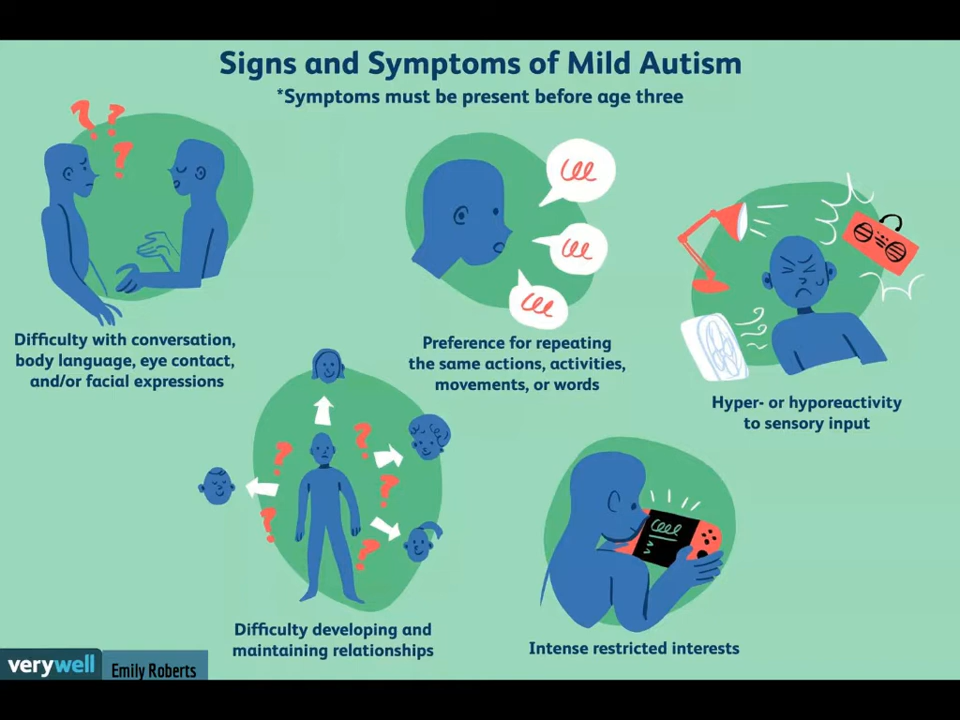 Signs and Symptoms of Mild Autism
*Symptoms must be present before age three
Difficulty with conversation,
body language, eye contact,
and/or facial expressions
Preference for repeating
the same actions, activities,
movements, or words
Hyper- or hyporeactivity
to sensory input
Difficulty developing and
maintaining relationships
Intense restricted interests
verywell
Emily Roberts